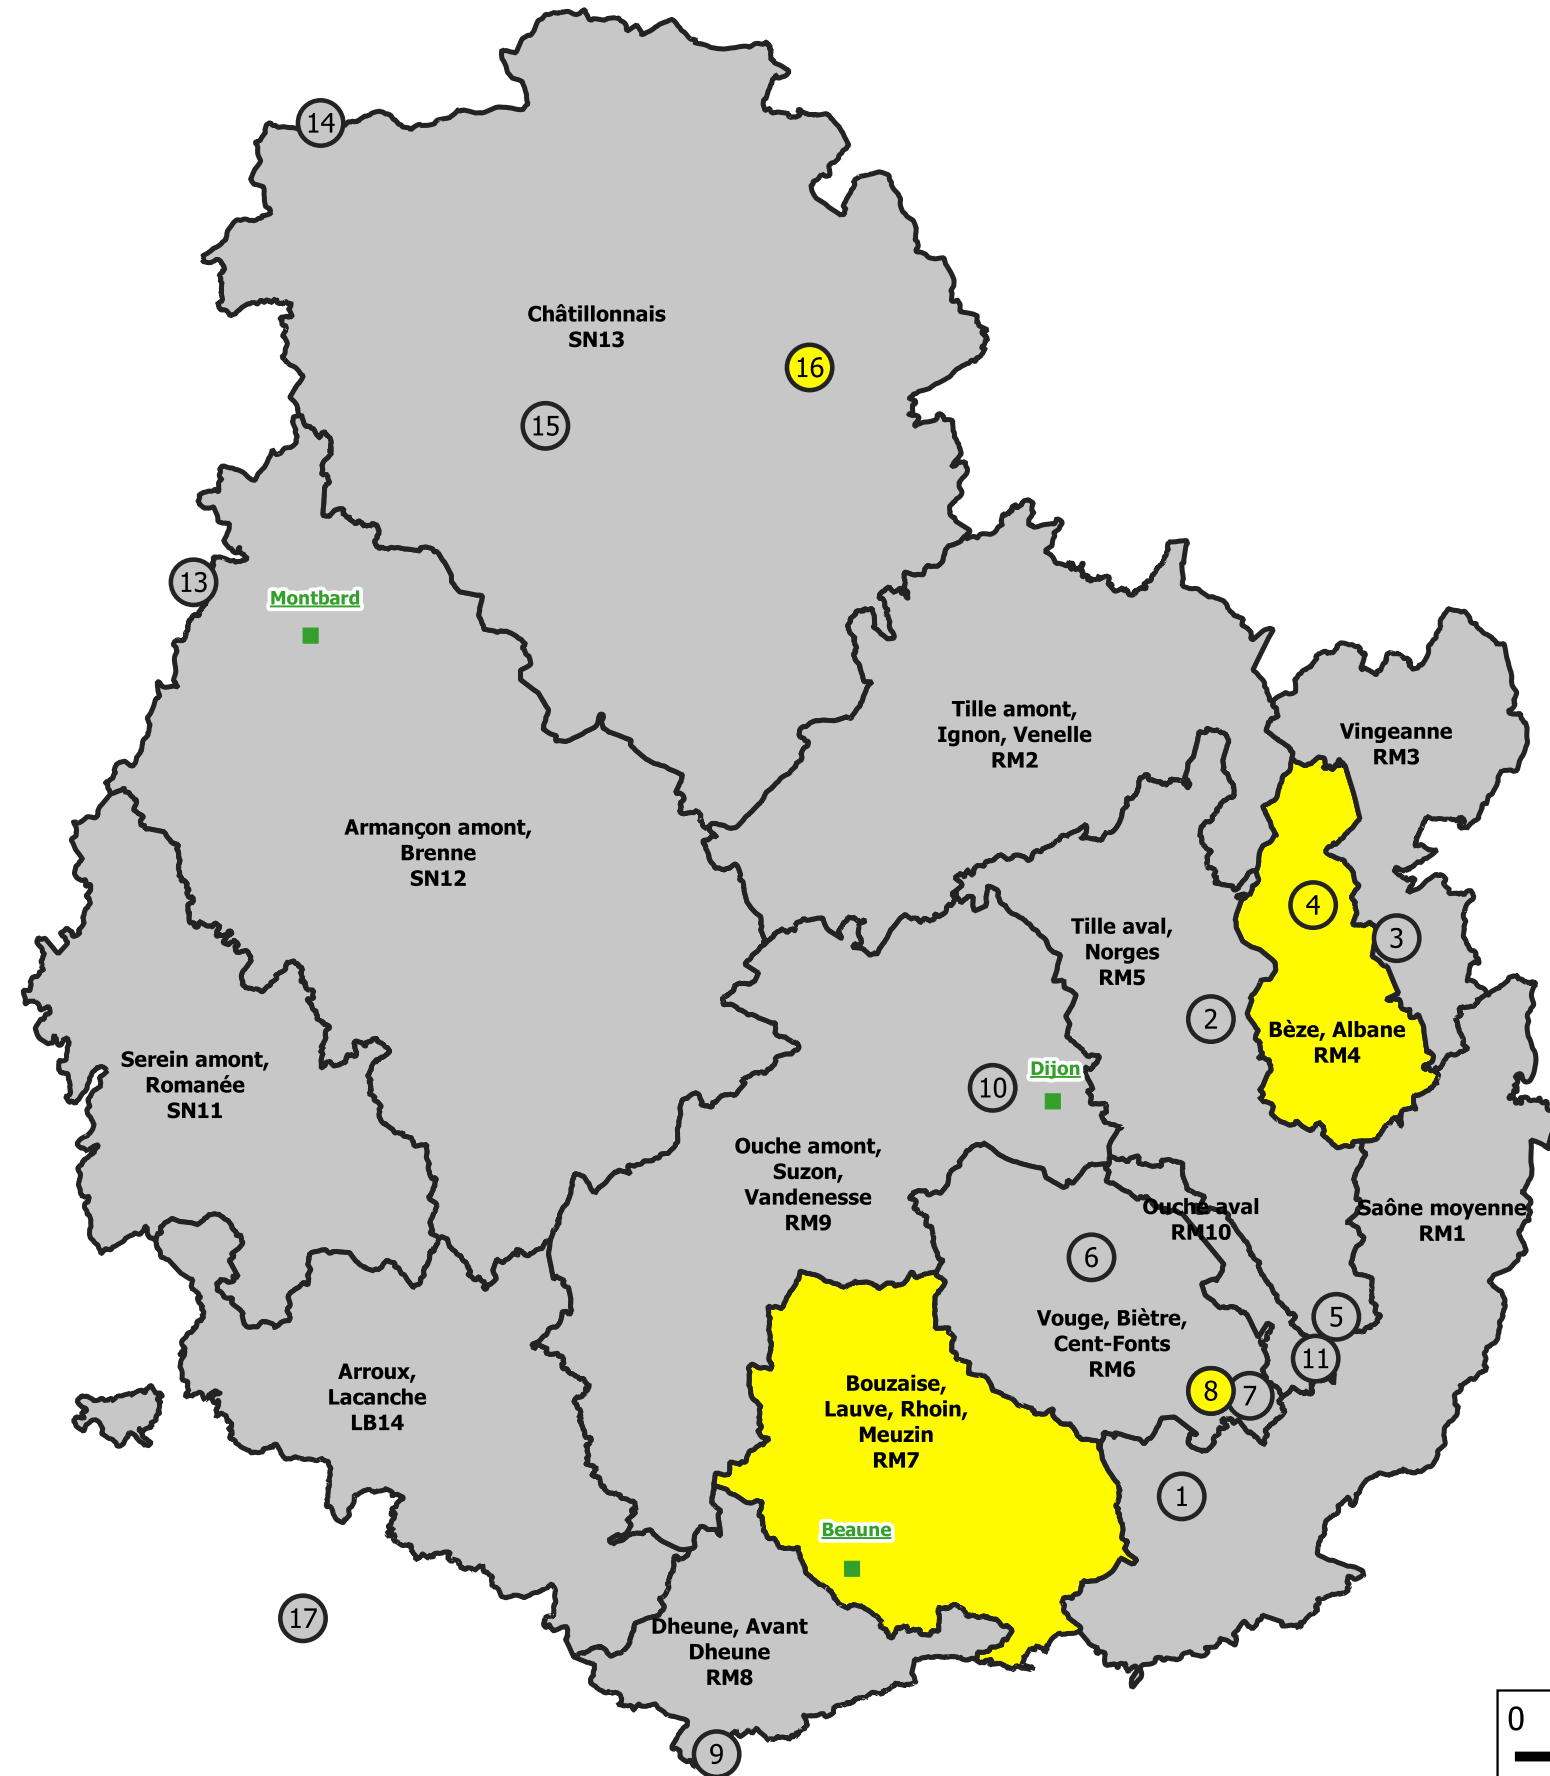 14
Châtillonnais
SN13
16
15
13
Montbard
Tille amont,
Ignon, Venelle
RM2
Vingeanne
RM3
Armançon amont,
Brenne
SN12
4
3
Tille aval,
Norges
RM5
2
Bèze, Albane
RM4
Serein amont,
Romanée
SN11
10
Dijon
Ouche amont,
Suzon,
Vandenesse
RM9
Ouche aval
RM10
Saône moyenne
RM1
6
Vouge, Biètre,
Cent-Fonts
RM6
5
11
8
7
Arroux,
Lacanche
LB14
Bouzaise,
Lauve, Rhoin,
Meuzin
RM7
1
Beaune
17
Dheune, Avant
Dheune
RM8
9
0